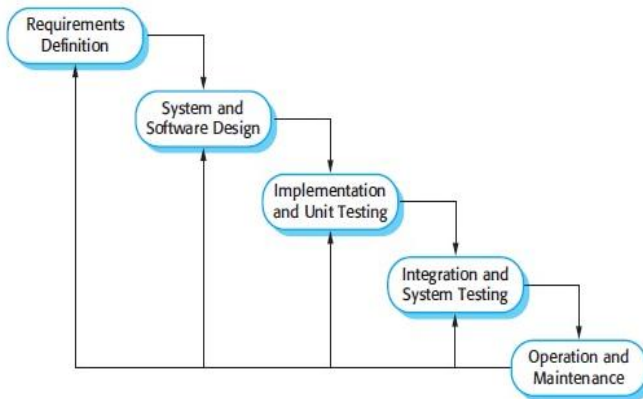 Requirements
Definition
System and
Software Design
Implementation
and Unit Testing
Integration and
System Testing
Operation and
Maintenance